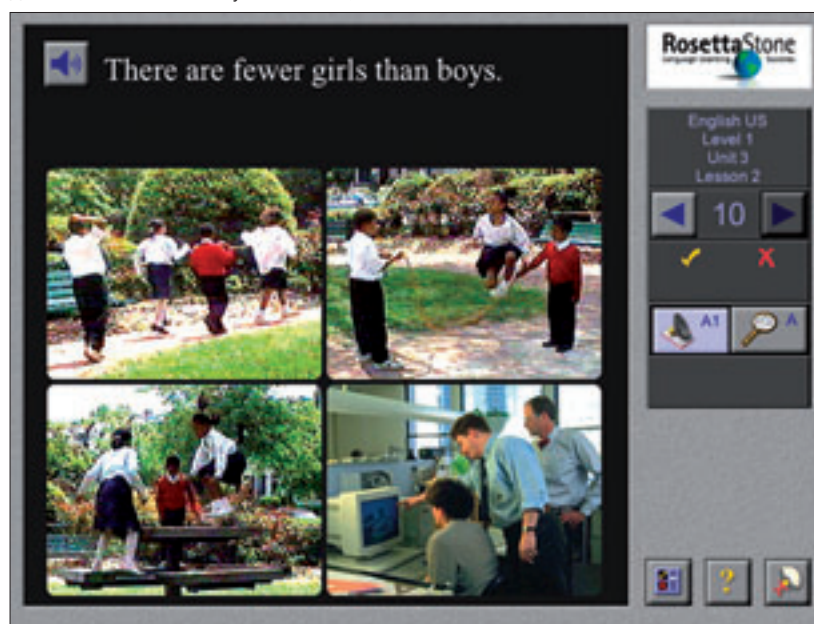 There are fewer girls than boys.
RosettaStone
English US
Level 1
Unit 3
Lesson 2
10
A1
A
?